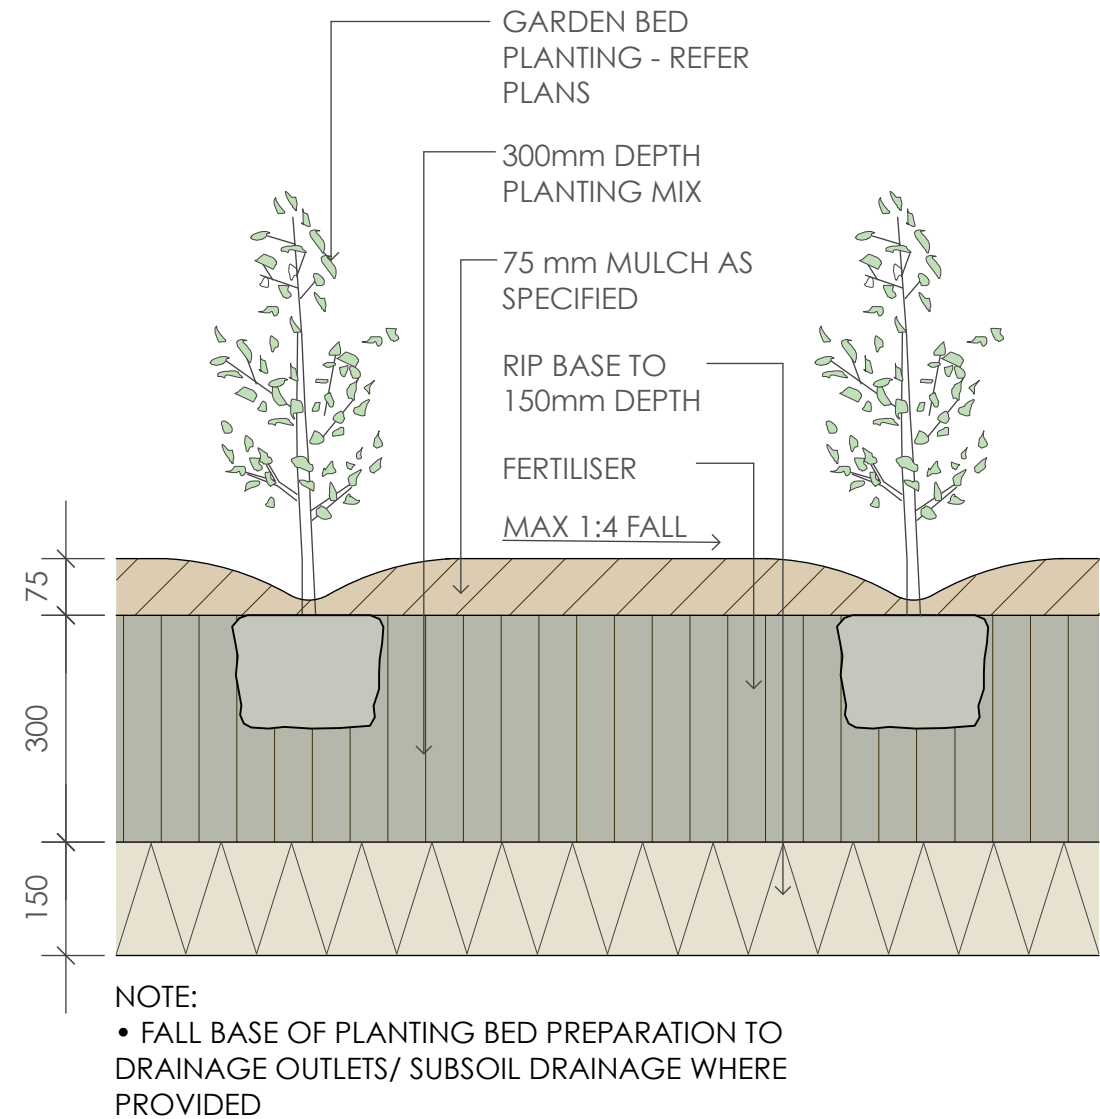 GARDEN BED
PLANTING - REFER
PLANS
300mm DEPTH
PLANTING MIX
75 mm MULCH AS
SPECIFIED
RIP BASE TO
150mm DEPTH
FERTILISER
MAX 1:4 FALL
75
300
150
NOTE:
• FALL BASE OF PLANTING BED PREPARATION TO
DRAINAGE OUTLETS/ SUBSOIL DRAINAGE WHERE
PROVIDED